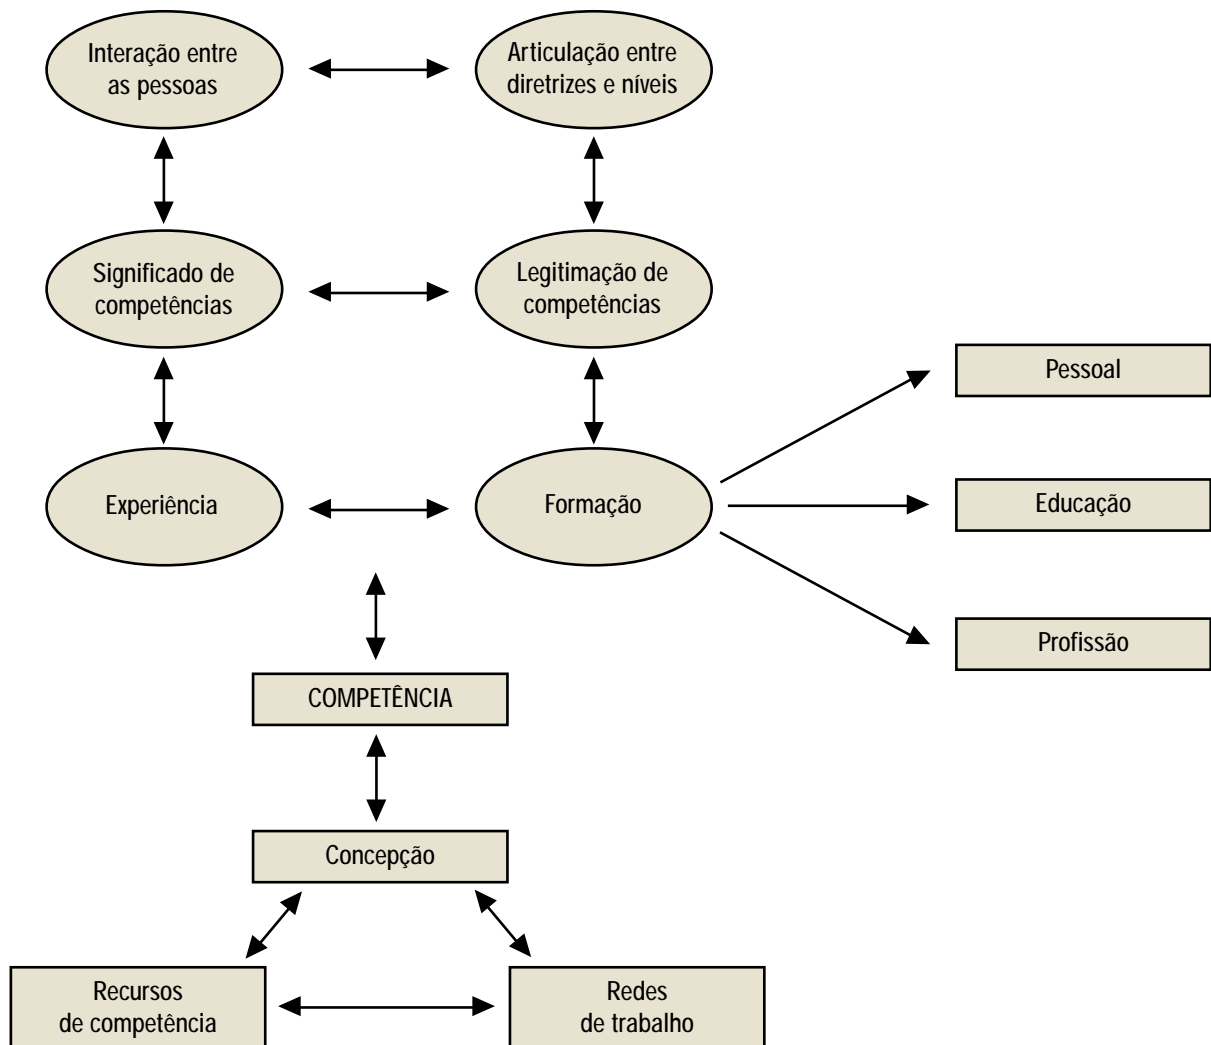 Interação entre
as pessoas
Articulação entre
diretrizes e níveis
Significado de
competências
Legitimação de
competências
Pessoal
Experiência
Formação
Educação
Profissão
COMPETÊNCIA
Concepção
Recursos
de competência
Redes
de trabalho